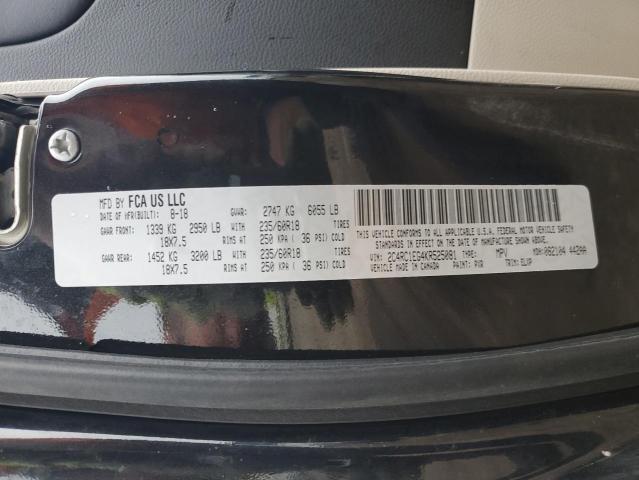 MFD BY FCA US LLC
DATE OF MFR(BUILT): 8-18 GVWR: 2747 KG 6055 LB
GAWR FRONT: 1339 KG 2950 LB 235/60R18 TIRES
18X7.5 RIMS AT 250 KPA ( 36 PSI) COLD
GAWR REAR: 1452 KG 3200 LB 235/60R18 TIRES
18X7.5 RIMS AT 250 KPA ( 36 PSI) COLD
THIS VEHICLE CONFORMS TO ALL APPLICABLE U.S.A. FEDERAL MOTOR VEHICLE SAFETY
STANDARDS IN EFFECT ON THE DATE OF MANUFACTURE SHOWN ABOVE.
VIN: 2C4RC1EG4KR525081 TYPE: MPV MDH: 082104 442AA
VEHICLE MADE IN CANADA PAINT: PXR TRIM: ELXP